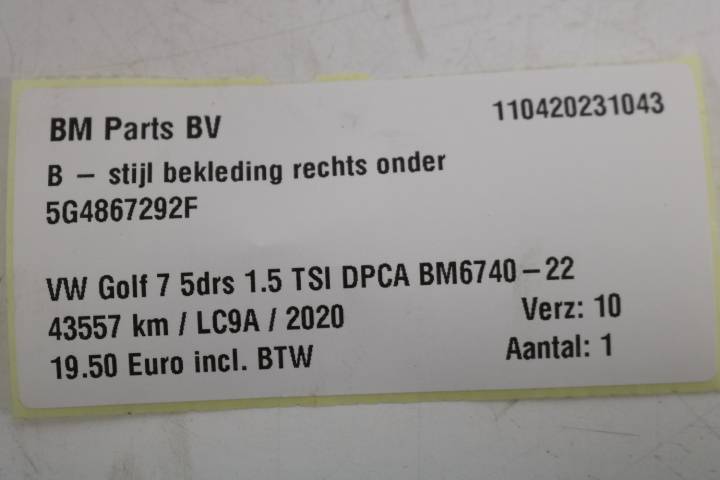 BM Parts BV 110420231043
B – stijl bekleding rechts onder
5G4867292F
VW Golf 7 5drs 1.5 TSI DPCA BM6740-22
43557 km / LC9A / 2020 Verz: 10
19.50 Euro incl. BTW Aantal: 1